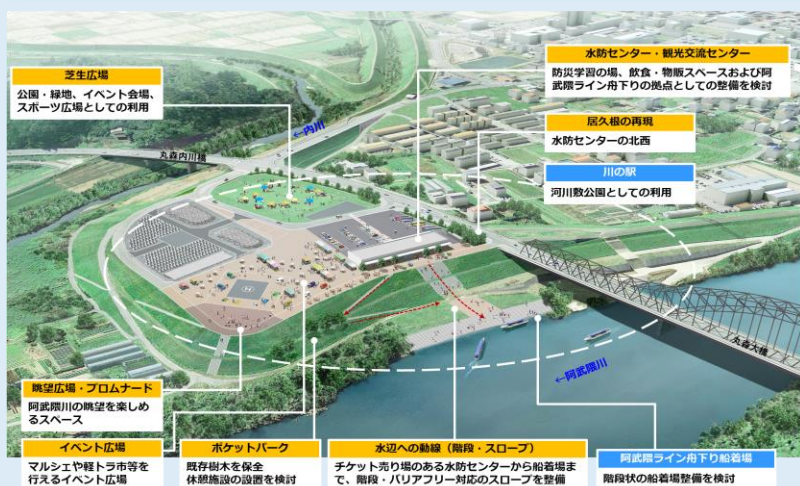 芝生広場
公園・緑地、イベント会場、
スポーツ広場としての利用
水防センター・観光交流センター
防災学習の場、飲食・物販スペースおよび阿
武隈ライン舟下りの拠点としての整備を検討
居久根の再現
水防センターの北西
川の駅
河川敷公園としての利用
←内川
丸森内川橋
丸森大橋
←阿武隈川
H
眺望広場・プロムナード
阿武隈川の眺望を楽しめ
るスペース
イベント広場
マルシェや軽トラ市等を
行えるイベント広場
ポケットパーク
既存樹木を保全
休憩施設の設置を検討
水辺への動線（階段・スロープ）
チケット売り場のある水防センターから船着場ま
で、階段・バリアフリー対応のスロープを整備
阿武隈ライン舟下り船着場
階段状の船着場整備を検討